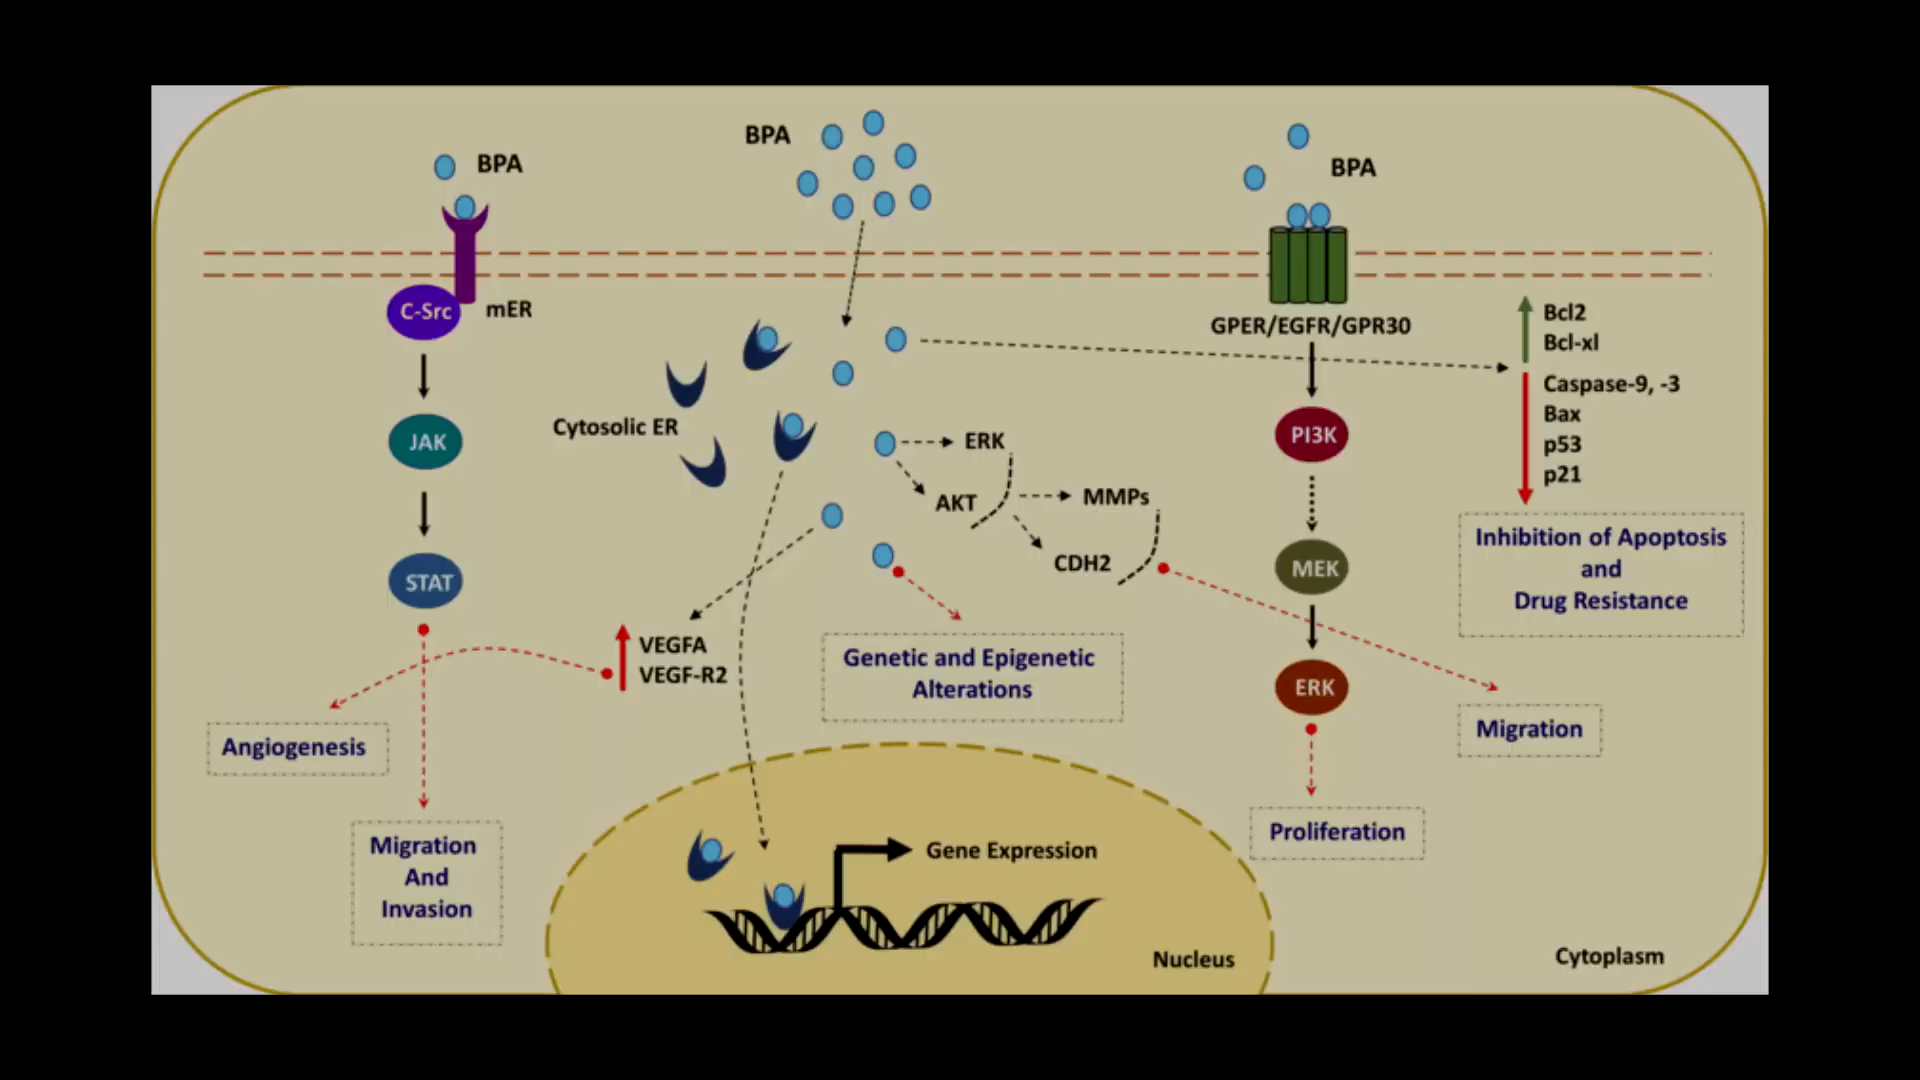 BPA
BPA
BPA
C-Src
mER
GPER/EGFR/GPR30
Bcl2
Bcl-xl
Caspase-9, -3
Bax
p53
p21
JAK
Cytosolic ER
ERK
AKT
MMPs
CDH2
PI3K
STAT
MEK
Inhibition of Apoptosis
and
Drug Resistance
VEGFA
VEGF-R2
Genetic and Epigenetic
Alterations
ERK
Migration
Angiogenesis
Proliferation
Migration
And
Invasion
Gene Expression
Nucleus
Cytoplasm